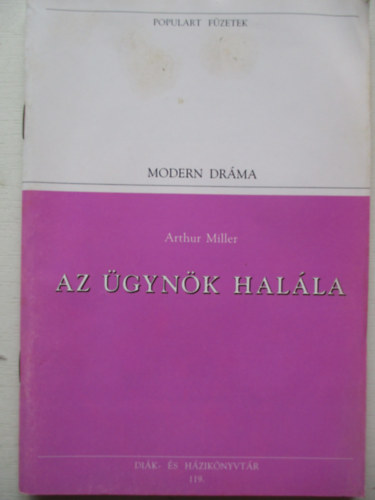 POPULART FÜZETEK
MODERN DRÁMA
Arthur Miller
AZ ÜGYNÖK HALÁLA
DIÁK- ÉS HÁZIKÖNYVTÁR
119.